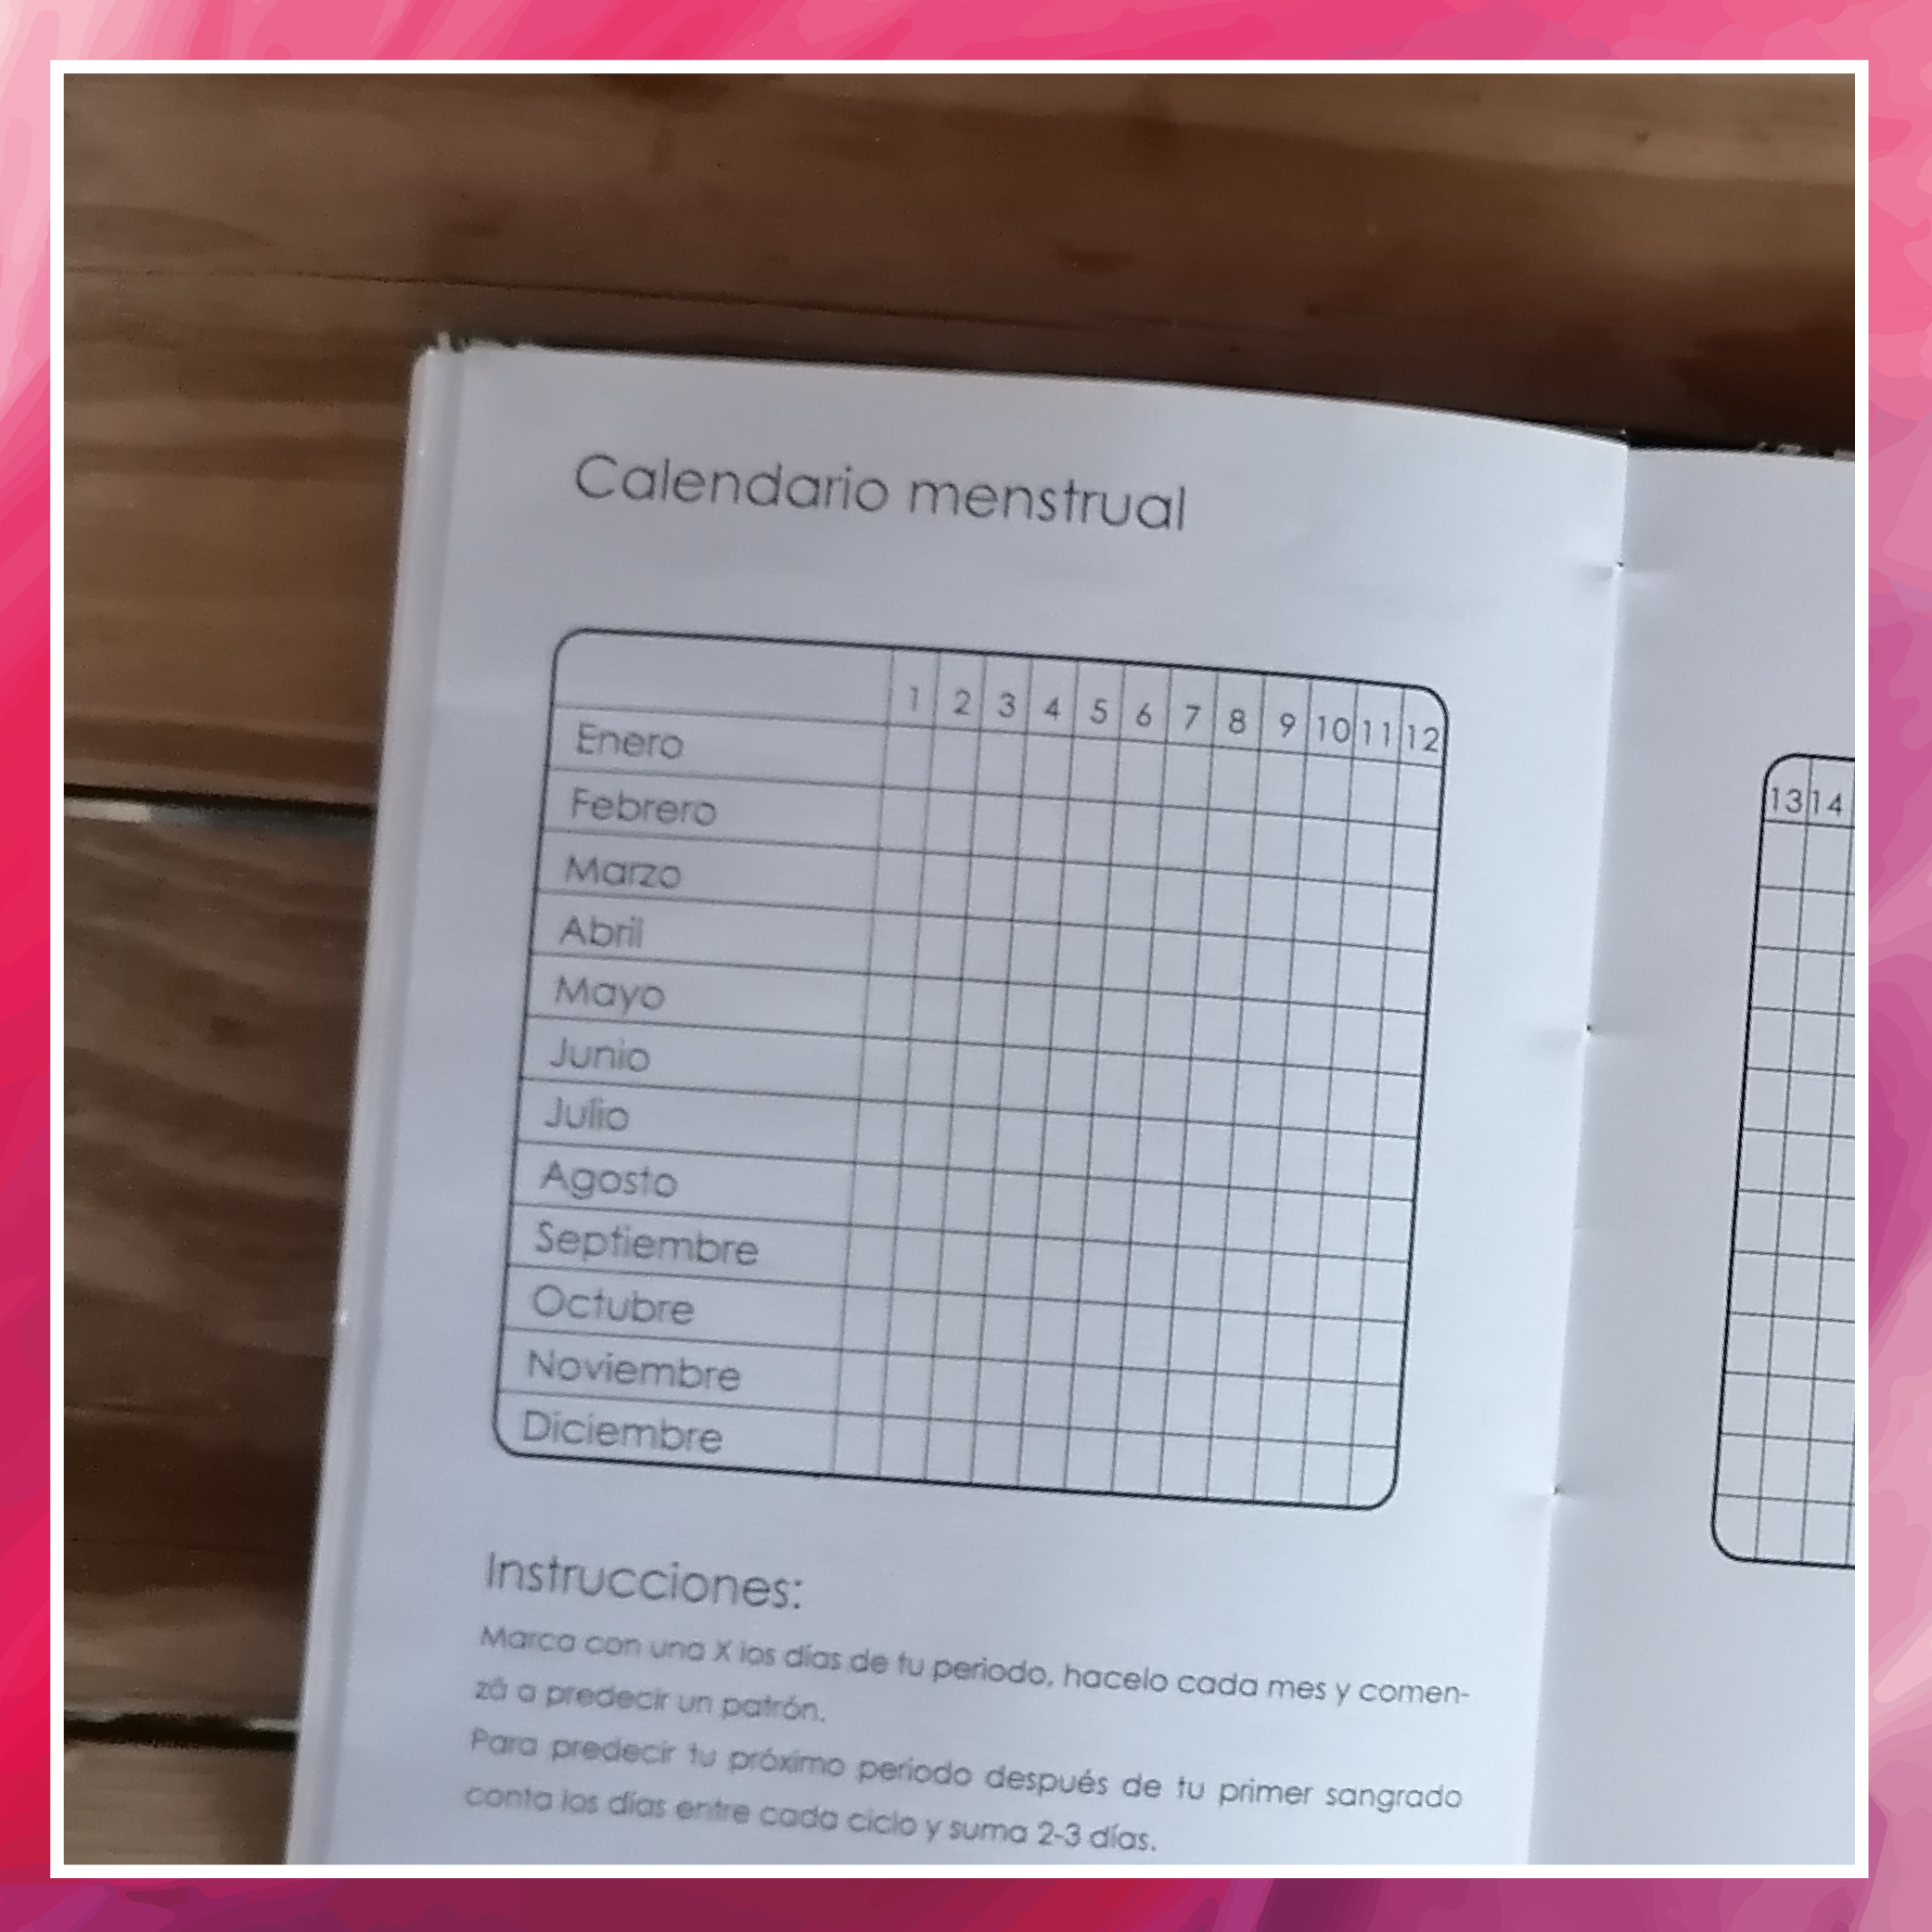 Calendario menstrual
1 2 3 4 5 6 7 8 9 10 11 12
Enero
Febrero
Marzo
Abril
Mayo
Junio
Julio
Agosto
Septiembre
Octubre
Noviembre
Diciembre
13 14
Instrucciones:
Marca con una X los días de tu periodo, hacelo cada mes y comen-
zá a predecir un patrón.
Para predecir tu próximo periodo después de tu primer sangrado
conta los días entre cada ciclo y suma 2-3 días.